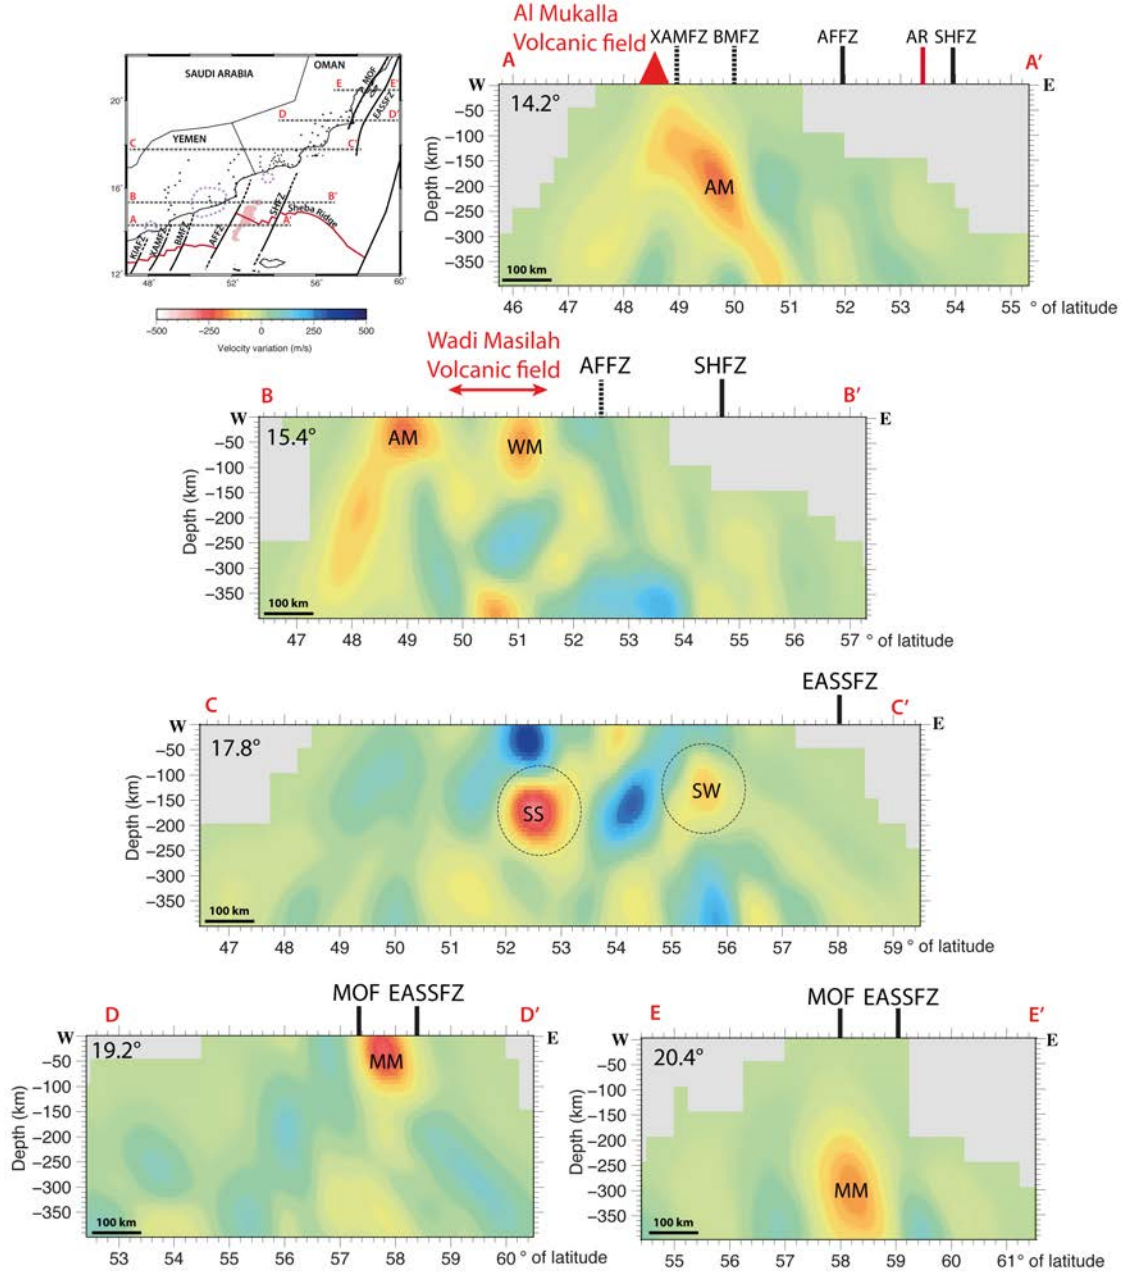 Al Mukalla
Volcanic field
XAMFZ BMFZ AFFZ AR SHFZ
A A′
W E
14.2°
AM
Depth (km)
−50
−100
−150
−200
−250
−300
−350
100 km
46 47 48 49 50 51 52 53 54 55 ° of latitude
SAUDI ARABIA
OMAN
YEMEN
MOF
EASSFZ
E E′
D D′
C C′
B B′
A A′
KIAFZ
XAMFZ
BMFZ
AFFZ
SHFZ
Sheba Ridge
20˚
16˚
12˚
48˚ 52˚ 56˚ 60˚
−500 −250 0 250 500
Velocity variation (m/s)
Wadi Masilah
Volcanic field
AFFZ SHFZ
B B′
W E
15.4°
AM WM
Depth (km)
−50
−100
−150
−200
−250
−300
−350
100 km
47 48 49 50 51 52 53 54 55 56 57 ° of latitude
EASSFZ
C C′
W E
17.8°
SS SW
Depth (km)
−50
−100
−150
−200
−250
−300
−350
100 km
47 48 49 50 51 52 53 54 55 56 57 58 59 ° of latitude
MOF EASSFZ
D D′
W E
19.2°
MM
Depth (km)
−50
−100
−150
−200
−250
−300
−350
100 km
53 54 55 56 57 58 59 60 ° of latitude
MOF EASSFZ
E E′
W E
20.4°
MM
Depth (km)
−50
−100
−150
−200
−250
−300
−350
100 km
55 56 57 58 59 60 61° of latitude